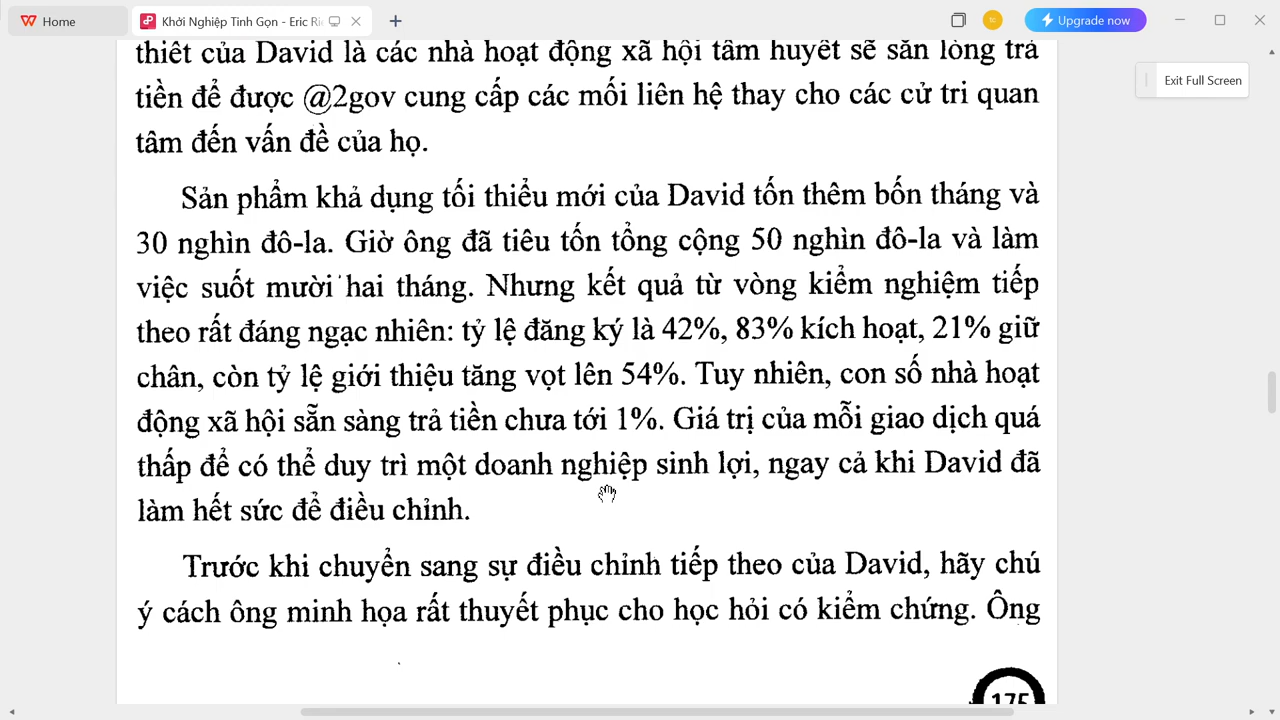 Home
Khởi Nghiệp Tinh Gọn - Eric Ri
Upgrade now
Exit Full Screen
thiết của David là các nhà hoạt động xã hội tâm huyết sẽ sẵn lòng trả
tiền để được @2gov cung cấp các mối liên hệ thay cho các cử tri quan
tâm đến vấn đề của họ.
Sản phẩm khả dụng tối thiểu mới của David tốn thêm bốn tháng và
30 nghìn đô-la. Giờ ông đã tiêu tốn tổng cộng 50 nghìn đô-la và làm
việc suốt mười hai tháng. Nhưng kết quả từ vòng kiểm nghiệm tiếp
theo rất đáng ngạc nhiên: tỷ lệ đăng ký là 42%, 83% kích hoạt, 21% giữ
chân, còn tỷ lệ giới thiệu tăng vọt lên 54%. Tuy nhiên, con số nhà hoạt
động xã hội sẵn sàng trả tiền chưa tới 1%. Giá trị của mỗi giao dịch quá
thấp để có thể duy trì một doanh nghiệp sinh lợi, ngay cả khi David đã
làm hết sức để điều chỉnh.
Trước khi chuyển sang sự điều chỉnh tiếp theo của David, hãy chú
ý cách ông minh họa rất thuyết phục cho học hỏi có kiểm chứng. Ông
175